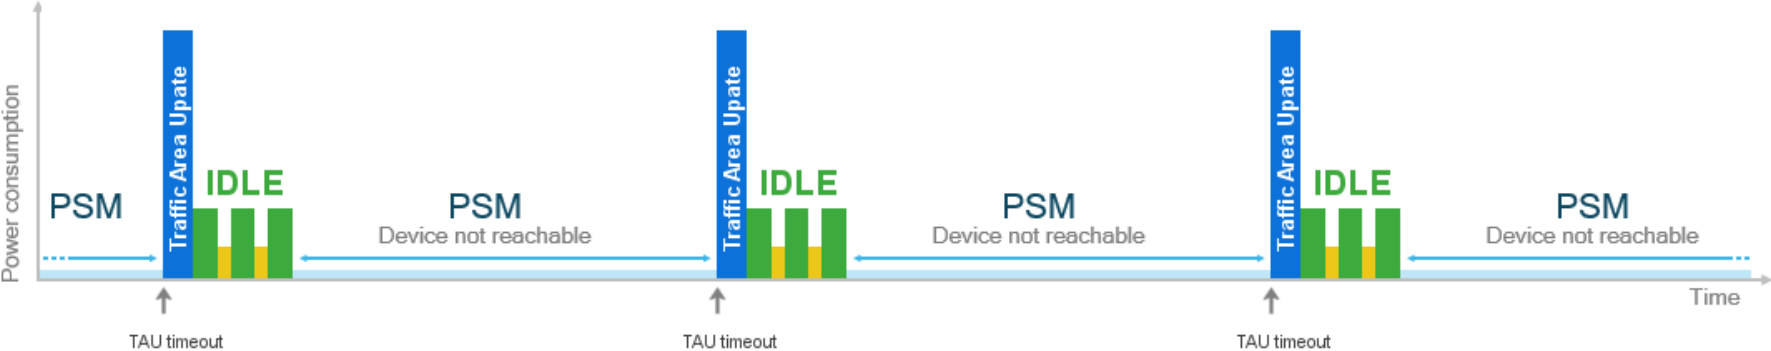 Power consumption
PSM
Traffic Area Upate
IDLE
PSM
Device not reachable
Traffic Area Upate
IDLE
PSM
Device not reachable
Traffic Area Upate
IDLE
PSM
Device not reachable
Time
TAU timeout
TAU timeout
TAU timeout